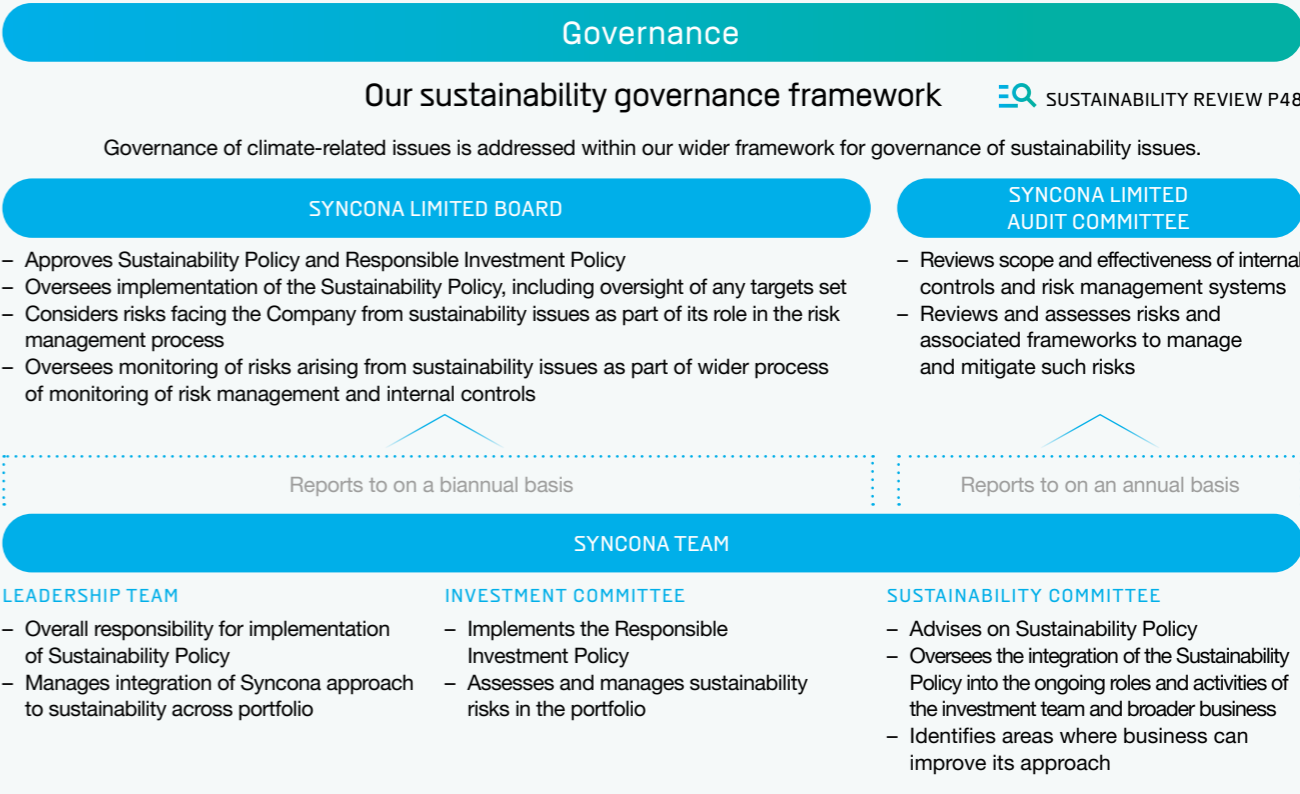 Governance
Our sustainability governance framework
SUSTAINABILITY REVIEW P48
Governance of climate-related issues is addressed within our wider framework for governance of sustainability issues.
SYNCONA LIMITED BOARD
– Approves Sustainability Policy and Responsible Investment Policy
– Oversees implementation of the Sustainability Policy, including oversight of any targets set
– Considers risks facing the Company from sustainability issues as part of its role in the risk
management process
– Oversees monitoring of risks arising from sustainability issues as part of wider process
of monitoring of risk management and internal controls
SYNCONA LIMITED
AUDIT COMMITTEE
– Reviews scope and effectiveness of internal
controls and risk management systems
– Reviews and assesses risks and
associated frameworks to manage
and mitigate such risks
Reports to on a biannual basis
Reports to on an annual basis
SYNCONA TEAM
LEADERSHIP TEAM
– Overall responsibility for implementation
of Sustainability Policy
– Manages integration of Syncona approach
to sustainability across portfolio
INVESTMENT COMMITTEE
– Implements the Responsible
Investment Policy
– Assesses and manages sustainability
risks in the portfolio
SUSTAINABILITY COMMITTEE
– Advises on Sustainability Policy
– Oversees the integration of the Sustainability
Policy into the ongoing roles and activities of
the investment team and broader business
– Identifies areas where business can
improve its approach